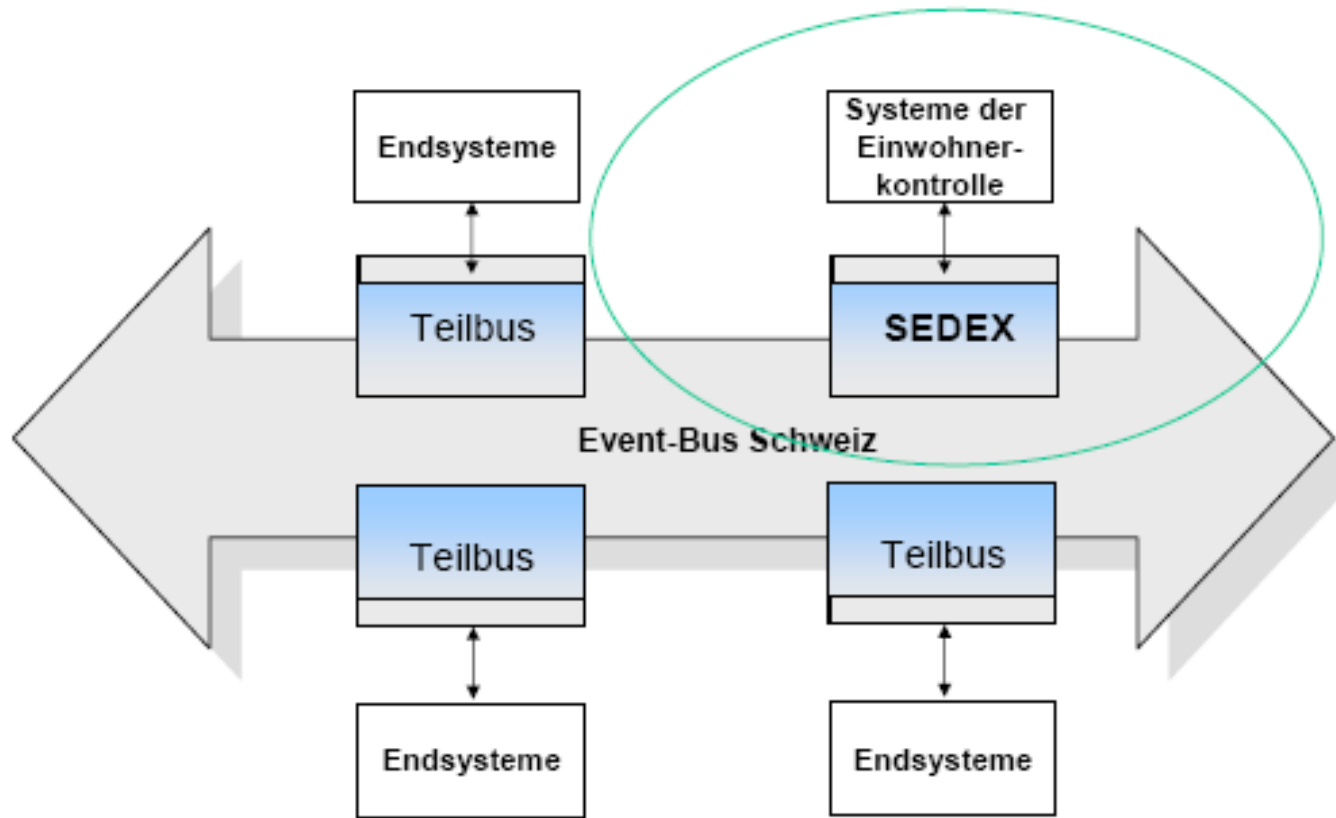 Endsysteme
Systeme der
Einwohner-
kontrolle
Teilbus
SEDEX
Event-Bus Schweiz
Teilbus
Teilbus
Endsysteme
Endsysteme